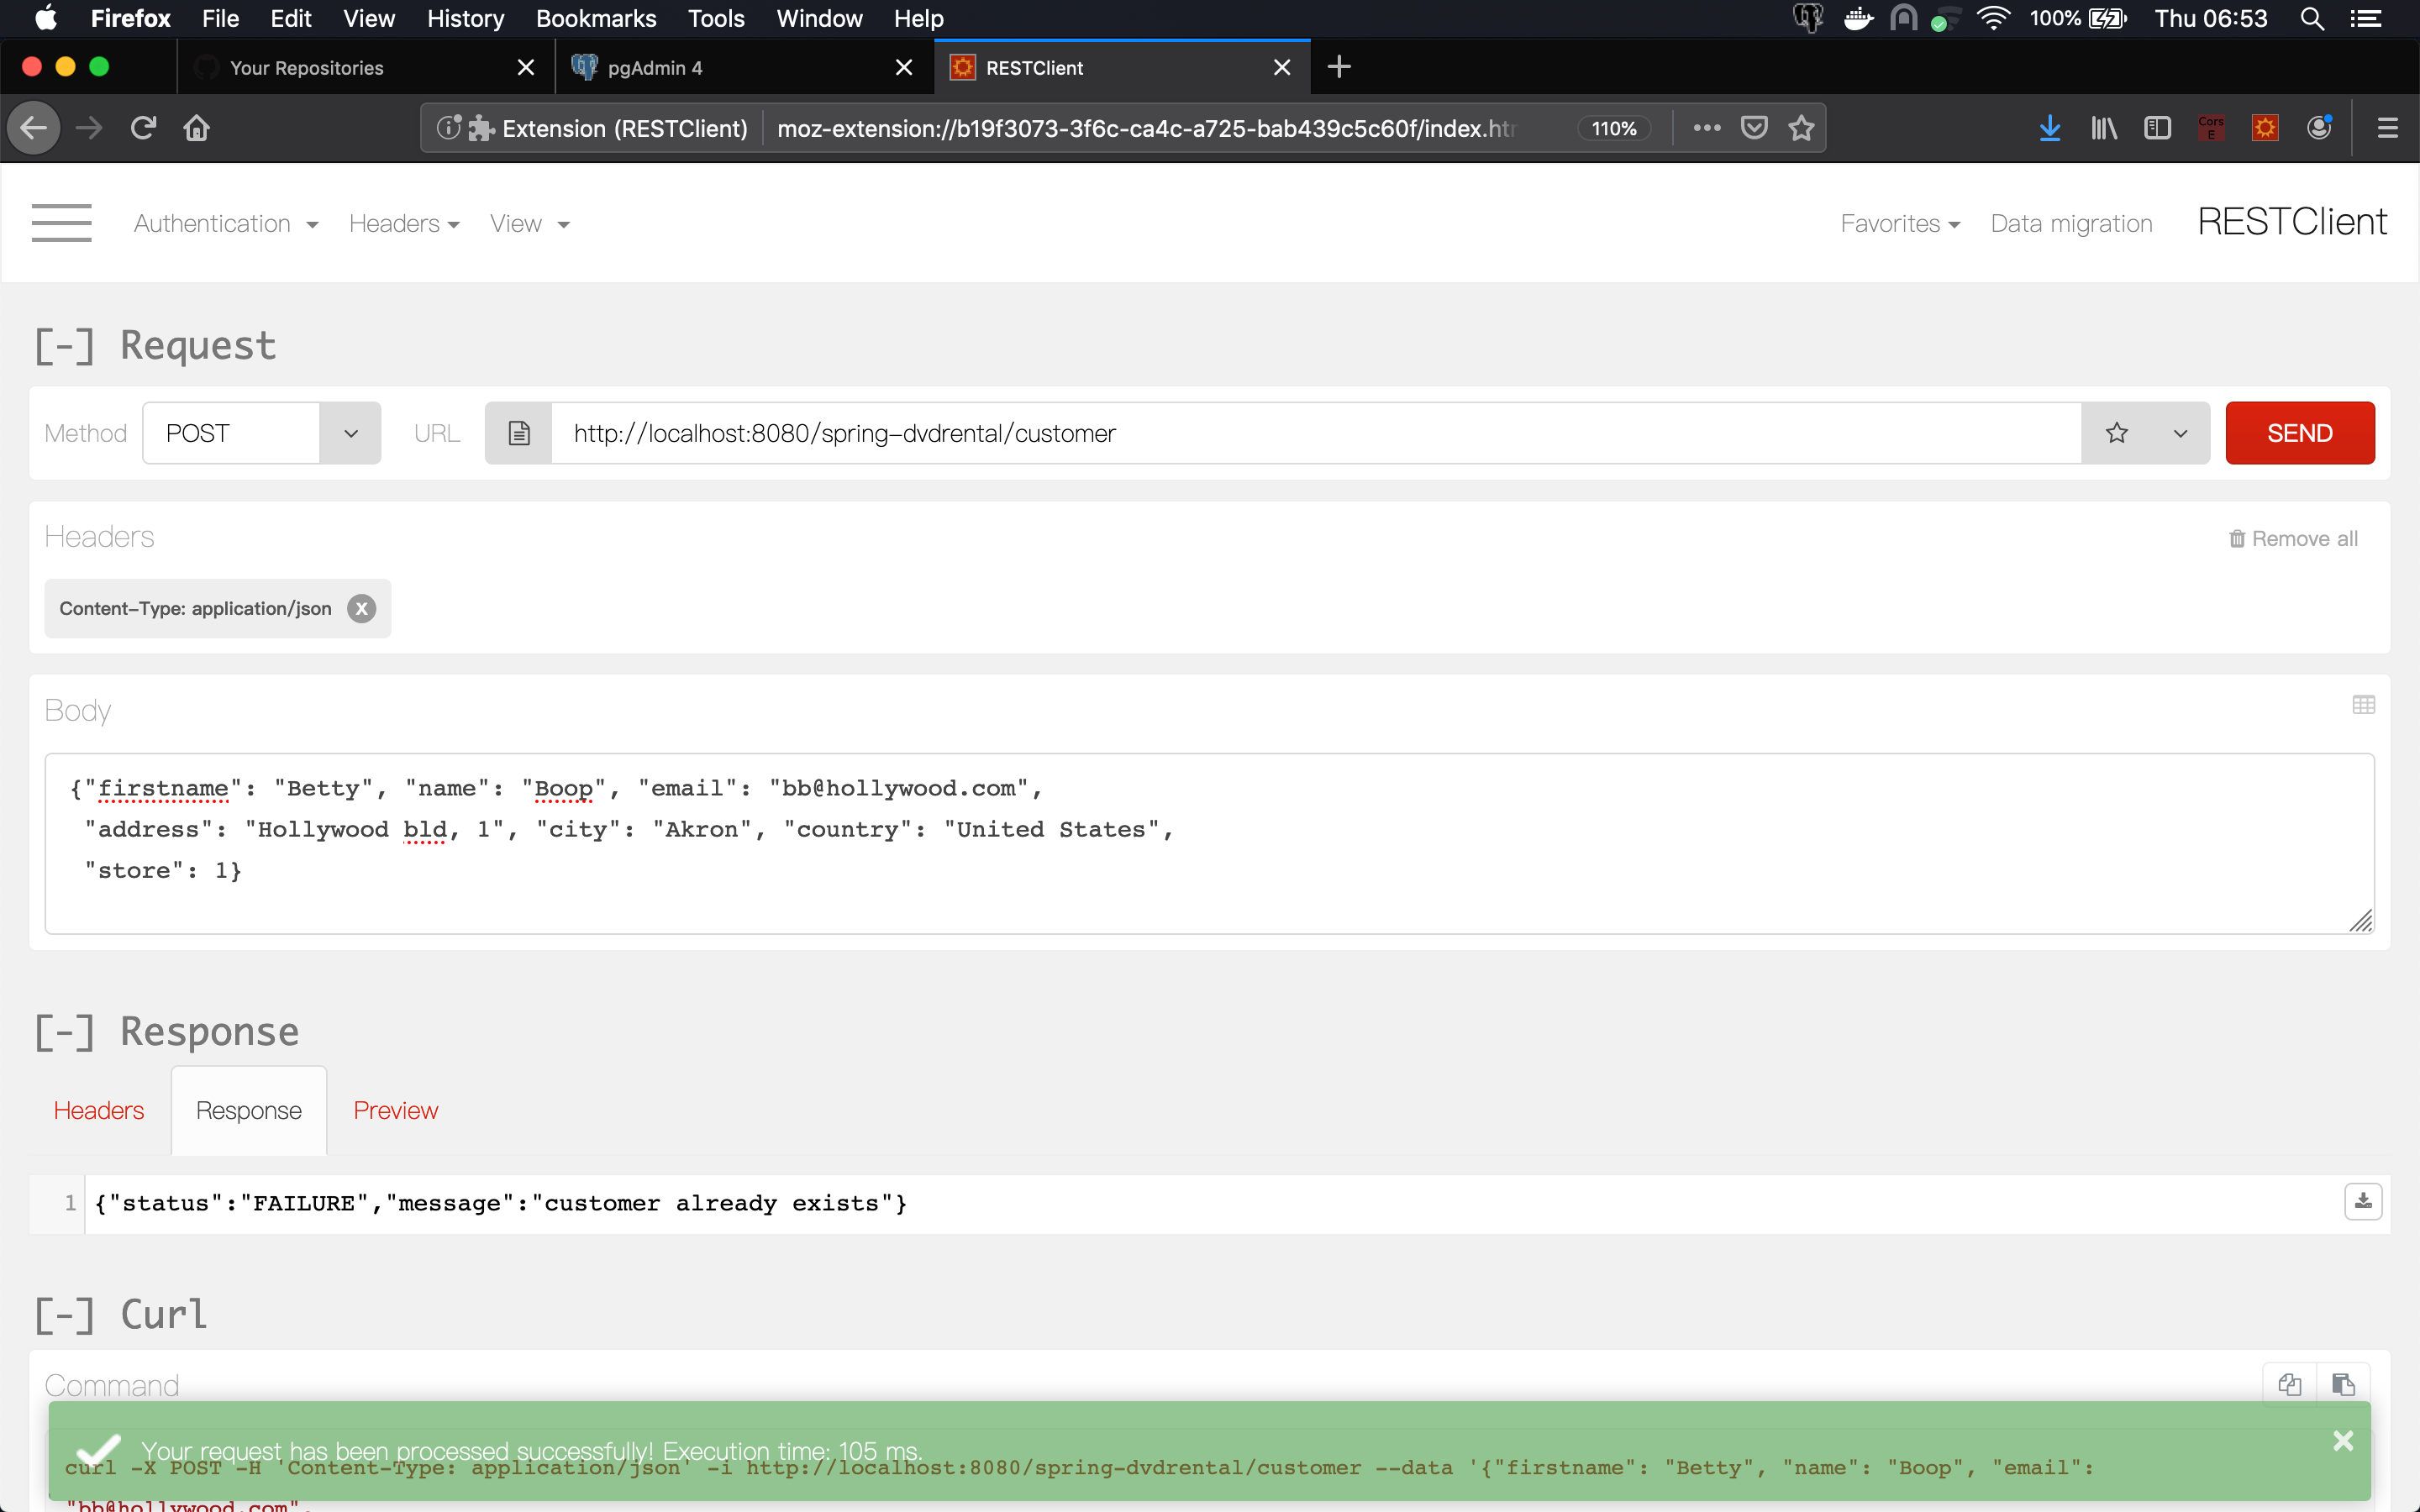 Firefox File Edit View History Bookmarks Tools Window Help 100% Thu 06:53
Your Repositories pgAdmin 4 RESTClient
Extension (RESTClient) moz-extension://b19f3073-3f6c-ca4c-a725-bab439c5c60f/index.htm 110% Cors E
Authentication Headers View Favorites Data migration RESTClient
[-] Request
Method POST URL http://localhost:8080/spring-dvdrental/customer SEND
Headers Remove all
Content-Type: application/json x
Body
{"firstname": "Betty", "name": "Boop", "email": "bb@hollywood.com",
"address": "Hollywood bld, 1", "city": "Akron", "country": "United States",
"store": 1}
[-] Response
Headers Response Preview
1 {"status":"FAILURE","message":"customer already exists"}
[-] Curl
Command
Your request has been processed successfully! Execution time: 105 ms.
curl -X POST -H 'Content-Type: application/json' -i http://localhost:8080/spring-dvdrental/customer --data '{"firstname": "Betty", "name": "Boop", "email":
"bb@hollywood.com",